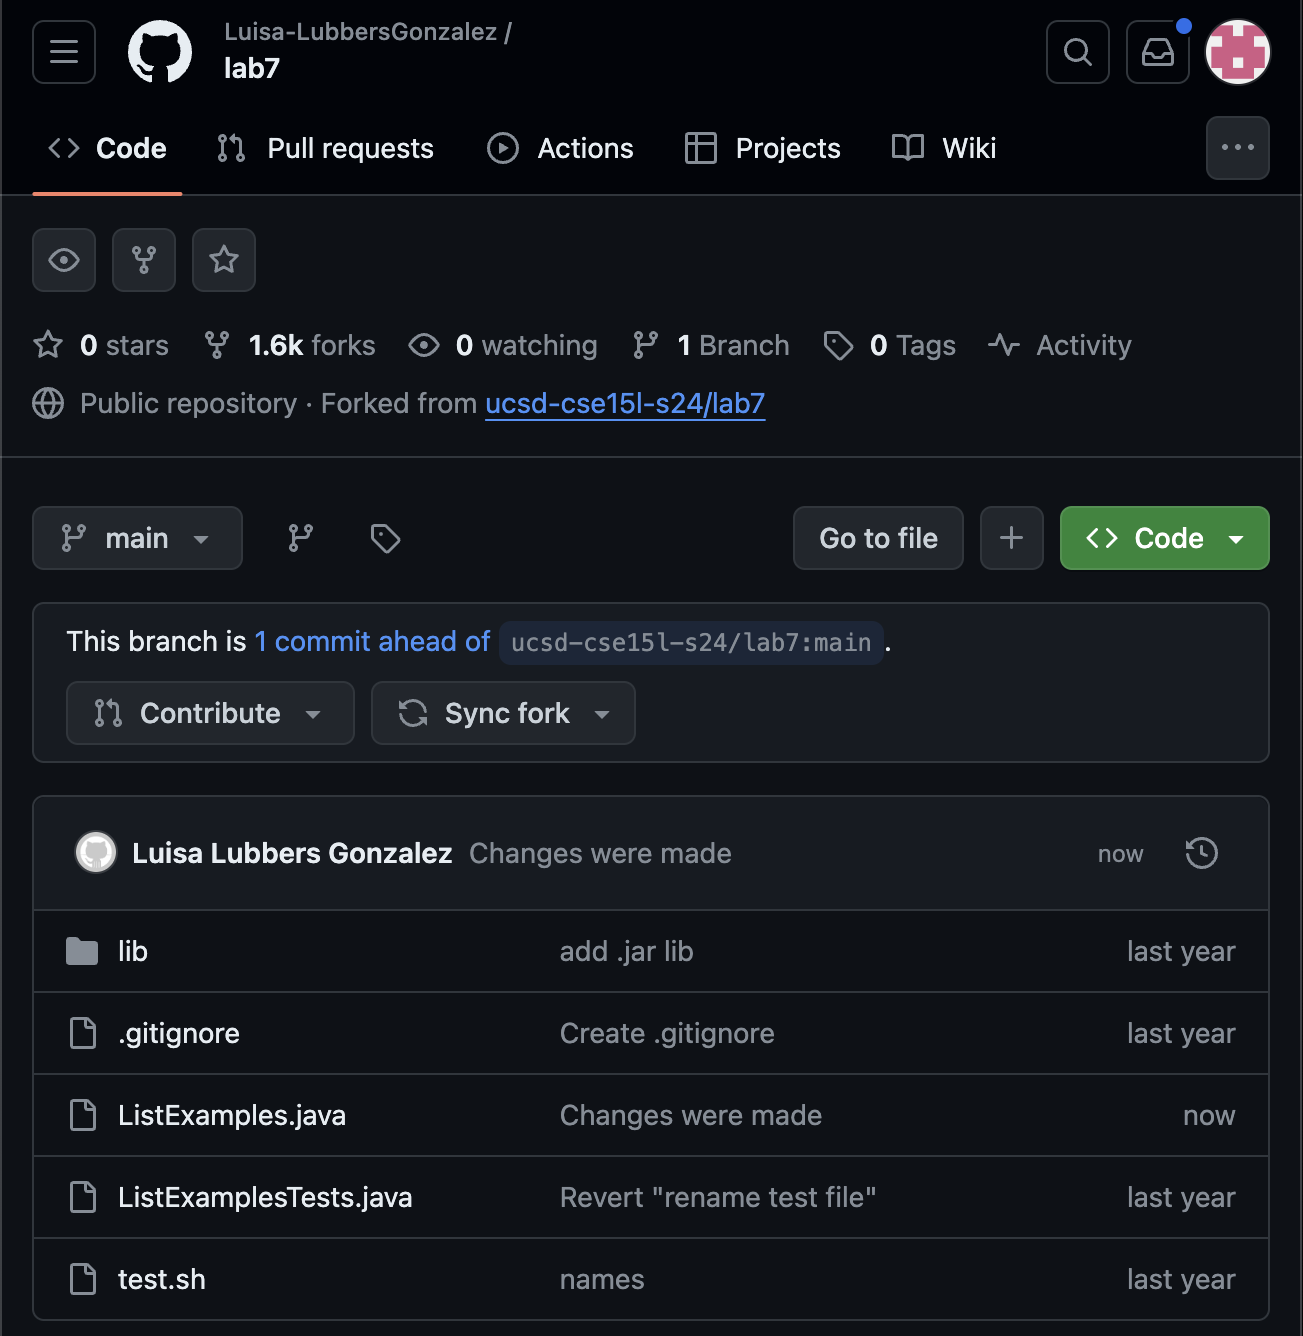 Luisa-LubbersGonzalez /
lab7
Code Pull requests Actions Projects Wiki
0 stars 1.6k forks 0 watching 1 Branch 0 Tags Activity
Public repository · Forked from ucsd-cse15l-s24/lab7
main Go to file Code
This branch is 1 commit ahead of ucsd-cse15l-s24/lab7:main .
Contribute Sync fork
Luisa Lubbers Gonzalez Changes were made now
lib add .jar lib last year
.gitignore Create .gitignore last year
ListExamples.java Changes were made now
ListExamplesTests.java Revert "rename test file" last year
test.sh names last year